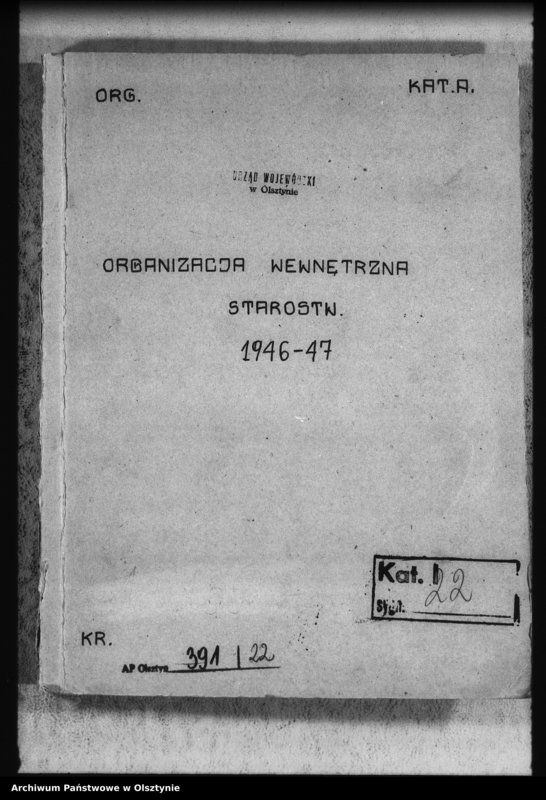 ORG.
KAT.A.
URZĄD WOJEWÓDZKI
w Olsztynie
ORGANIZACJA WEWNĘTRZNA
STAROSTW.
1946-47
Kat. I
22
Sygn.
KR.
AP Olsztyn 391 / 22
Archiwum Państwowe w Olsztynie